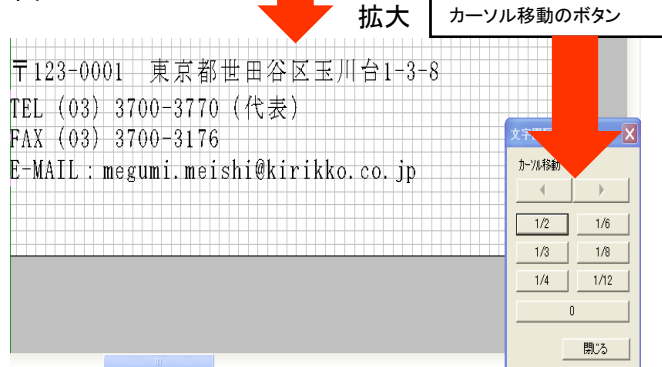 拡大
カーソル移動のボタン
〒123-0001 東京都世田谷区玉川台1-3-8
TEL (03) 3700-3770 (代表)
FAX (03) 3700-3176
E-MAIL：megumi.meishi@kirikko.co.jp
文字間
カーソル移動
1/2 1/6
1/3 1/8
1/4 1/12
0
閉じる